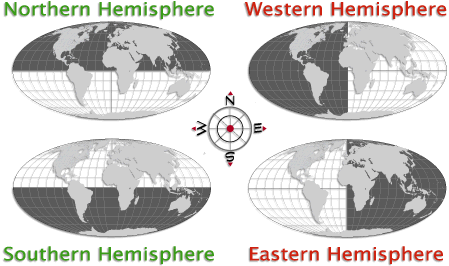 Northern Hemisphere
Western Hemisphere
N
W E
S
Southern Hemisphere
Eastern Hemisphere